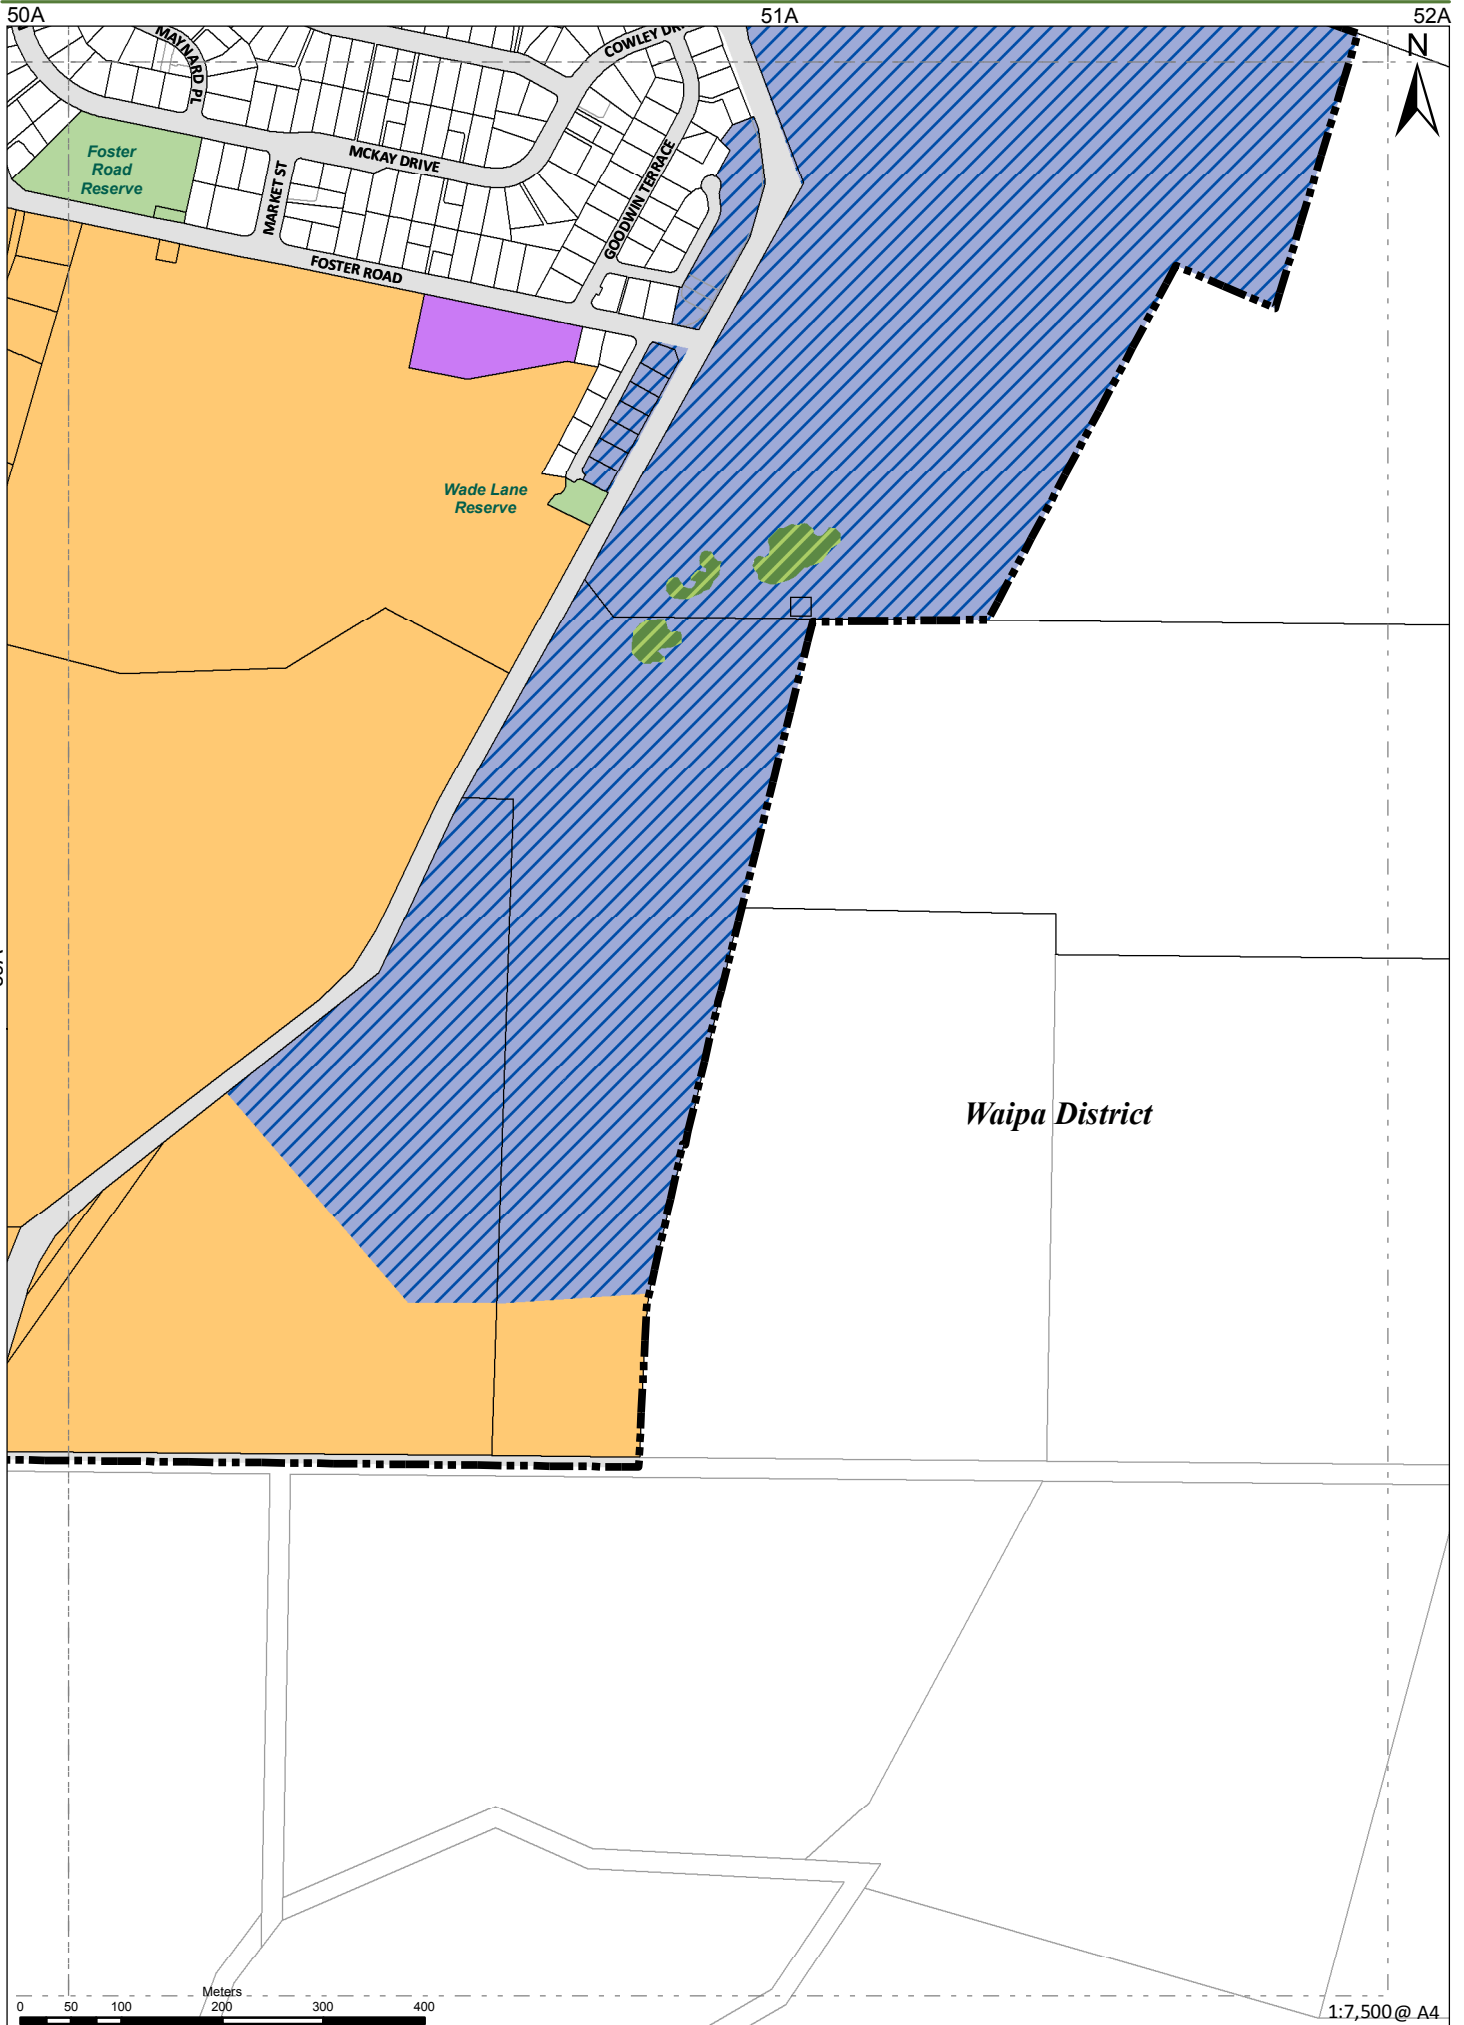 50A
51A
52A
N
MAYNARD PL
COWLEY DR
Foster
Road
Reserve
MCKAY DRIVE
MARKET ST
GOODWIN TERRACE
FOSTER ROAD
Wade Lane
Reserve
Waipa District
Meters
0 50 100 200 300 400
1:7,500@ A4